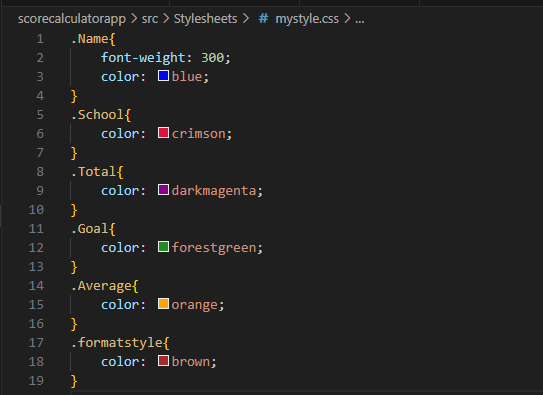 scorecalculatorapp > src > Stylesheets > # mystyle.css > ...
1 .Name{
2 font-weight: 300;
3 color: blue;
4 }
5 .School{
6 color: crimson;
7 }
8 .Total{
9 color: darkmagenta;
10 }
11 .Goal{
12 color: forestgreen;
13 }
14 .Average{
15 color: orange;
16 }
17 .formatstyle{
18 color: brown;
19 }